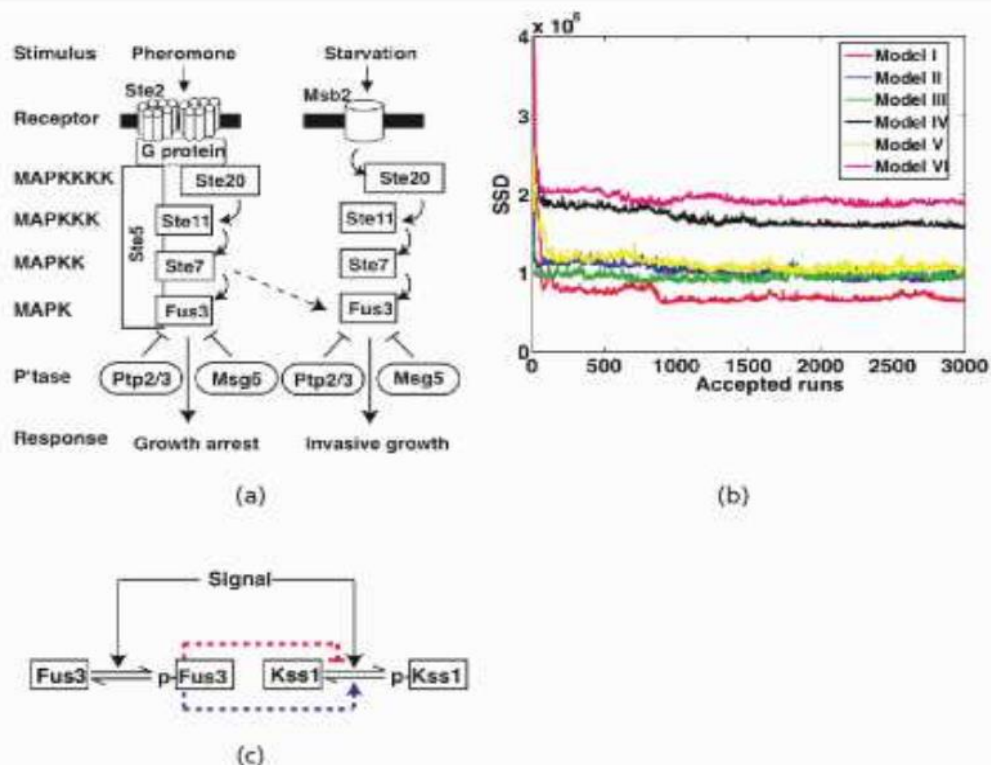 Stimulus Pheromone Starvation
Ste2 Msb2
Receptor
G protein
MAPKKKK Ste20 Ste20
MAPKKK Ste11 Ste11
Ste5
MAPKK Ste7 Ste7
MAPK Fus3 Fus3
P'tase Ptp2/3 Msg5 Ptp2/3 Msg5
Response Growth arrest Invasive growth
(a)
4 x 10^6
3
2
1
0
SSD
Model I
Model II
Model III
Model IV
Model V
Model VI
0 500 1000 1500 2000 2500 3000
Accepted runs
(b)
Signal
Fus3 p-Fus3 Kss1 p-Kss1
(c)